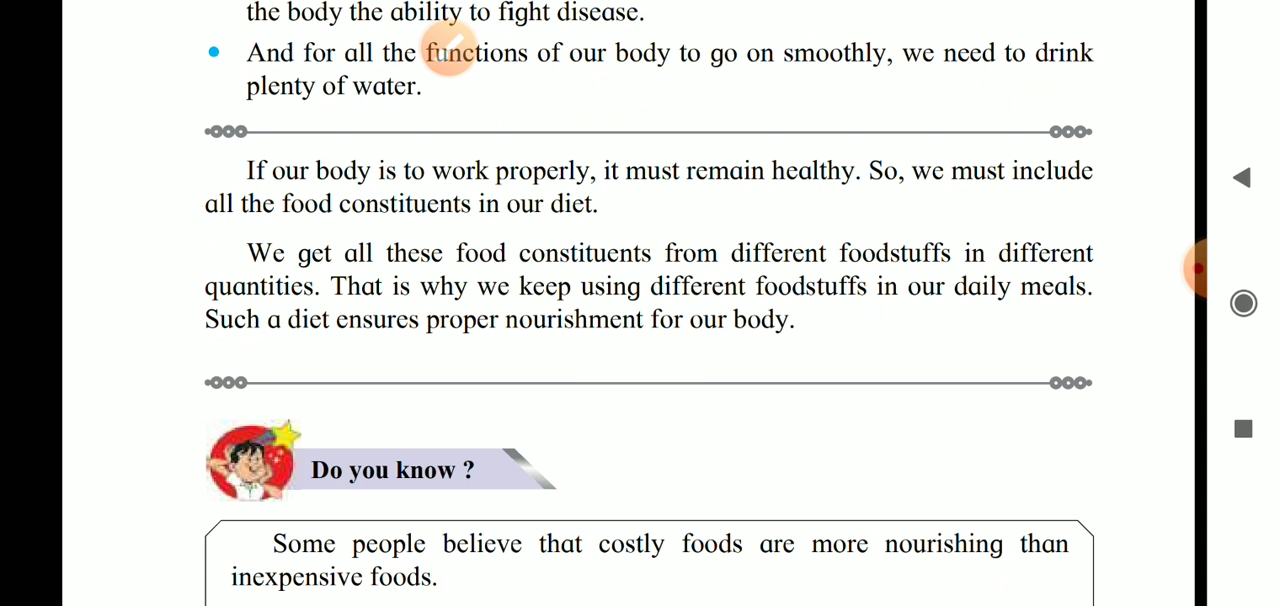 the body the ability to fight disease.
• And for all the functions of our body to go on smoothly, we need to drink
plenty of water.
If our body is to work properly, it must remain healthy. So, we must include
all the food constituents in our diet.
We get all these food constituents from different foodstuffs in different
quantities. That is why we keep using different foodstuffs in our daily meals.
Such a diet ensures proper nourishment for our body.
Do you know ?
Some people believe that costly foods are more nourishing than
inexpensive foods.